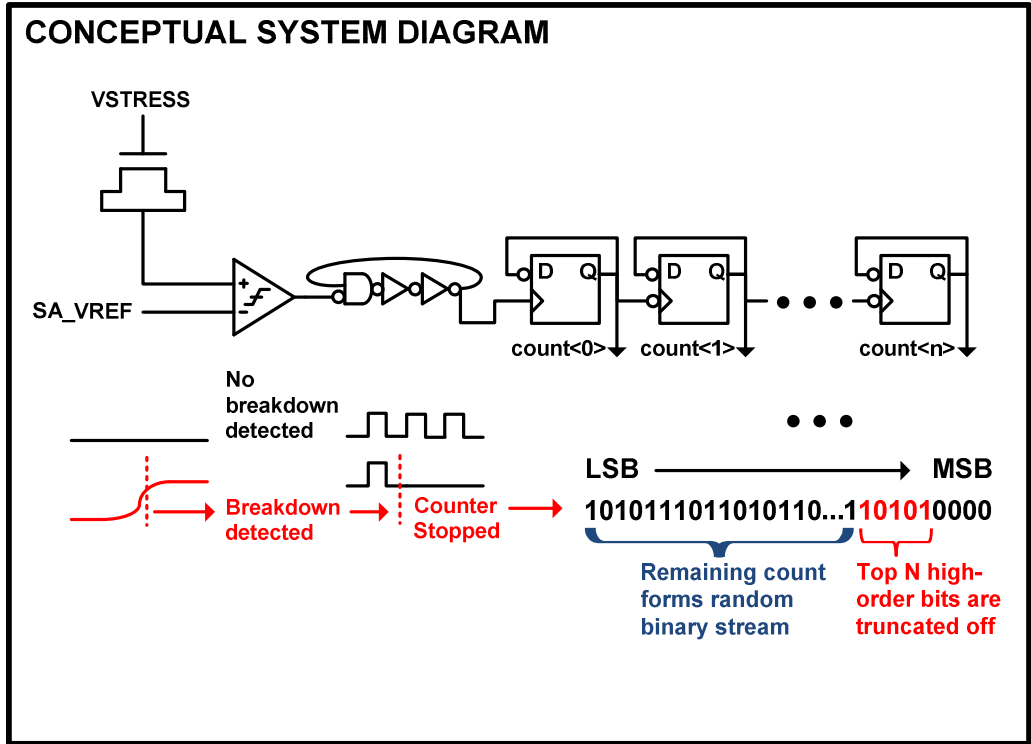 CONCEPTUAL SYSTEM DIAGRAM
VSTRESS
SA_VREF
+
-
D Q
D Q
D Q
count<0>
count<1>
count<n>
No
breakdown
detected
Breakdown
detected
Counter
Stopped
LSB
MSB
1010111011010110...1101010000
Remaining count
forms random
binary stream
Top N high-
order bits are
truncated off